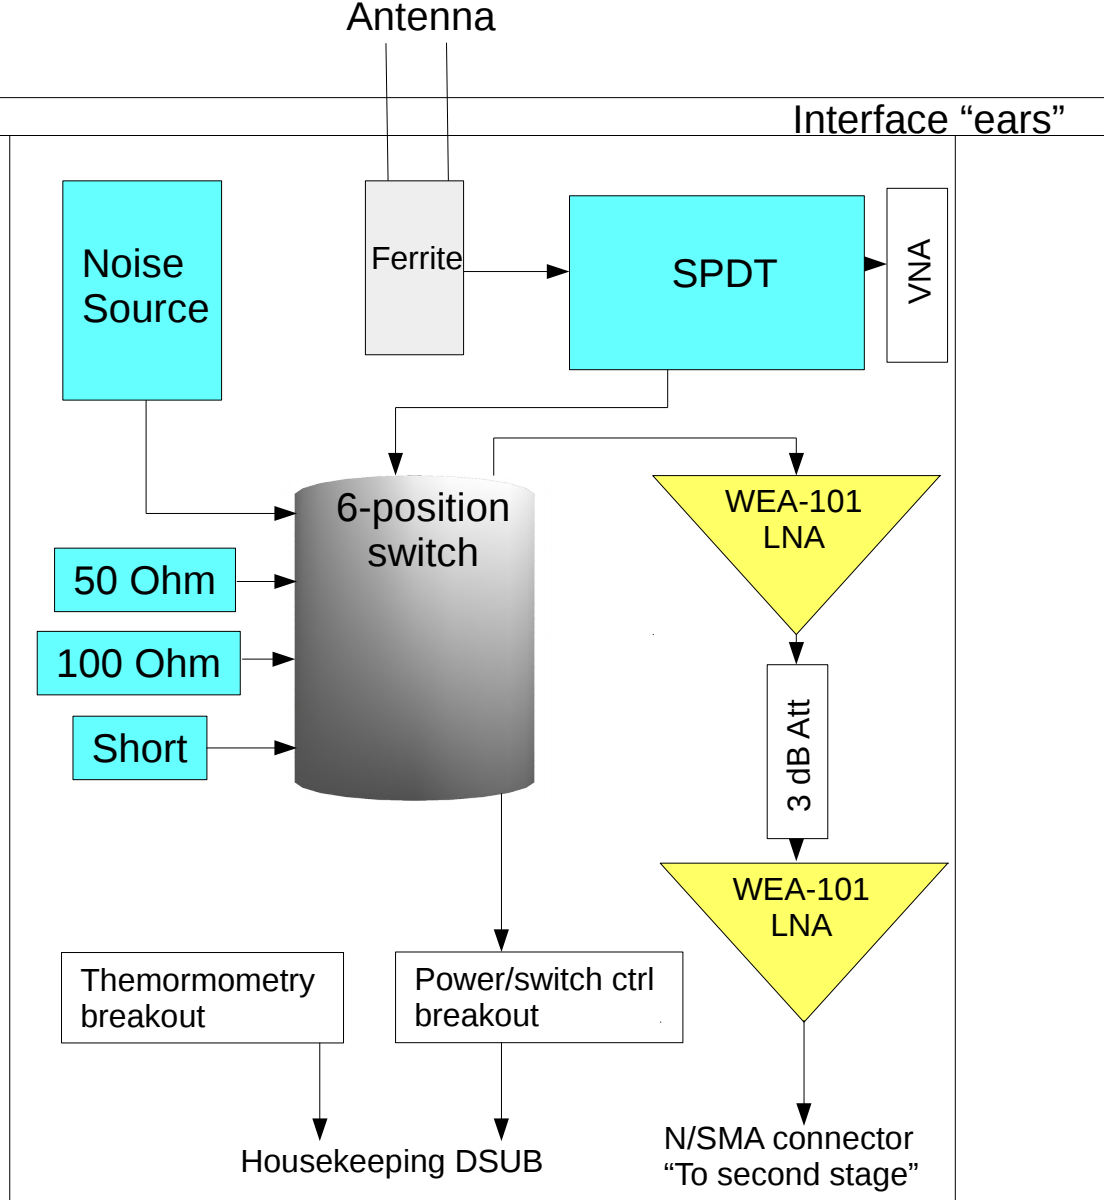 Antenna
Interface “ears”
Noise
Source
Ferrite
SPDT
VNA
6-position
switch
WEA-101
LNA
50 Ohm
100 Ohm
Short
3 dB Att
WEA-101
LNA
Themormometry
breakout
Power/switch ctrl
breakout
Housekeeping DSUB
N/SMA connector
“To second stage”